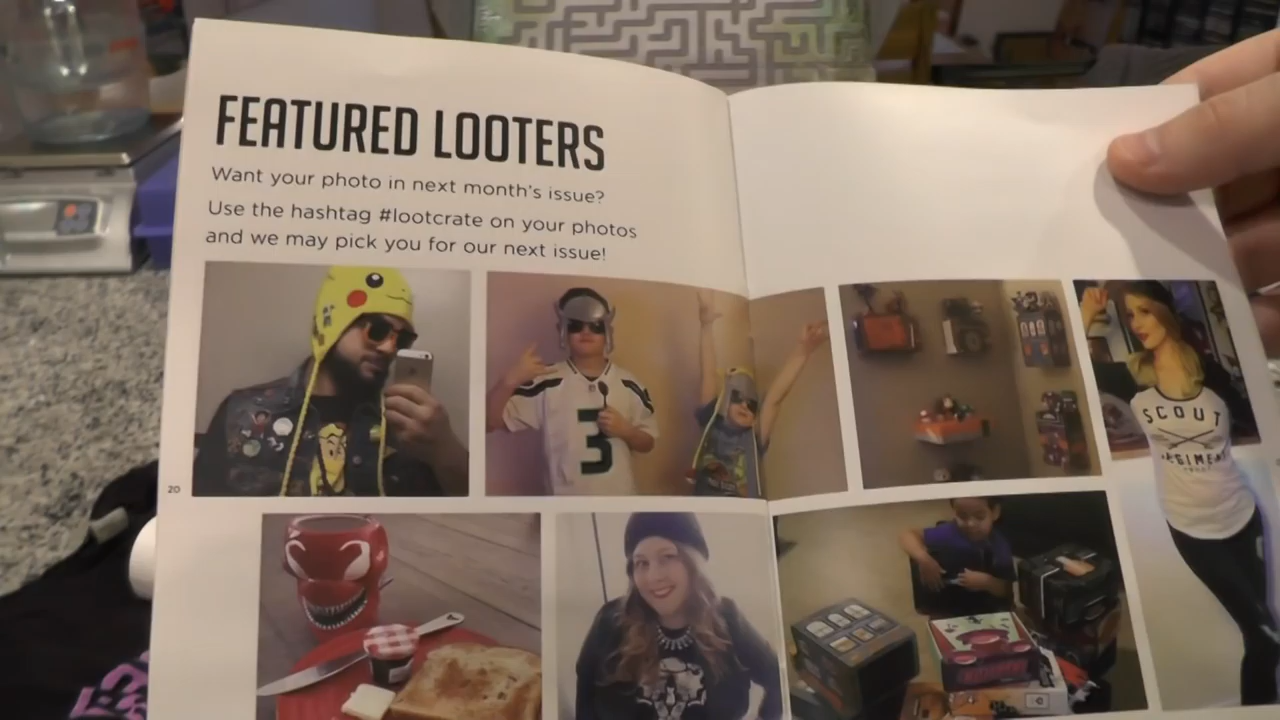 FEATURED LOOTERS
Want your photo in next month's issue?
Use the hashtag #lootcrate on your photos
and we may pick you for our next issue!
3
SCOUT
REGIMENT
20